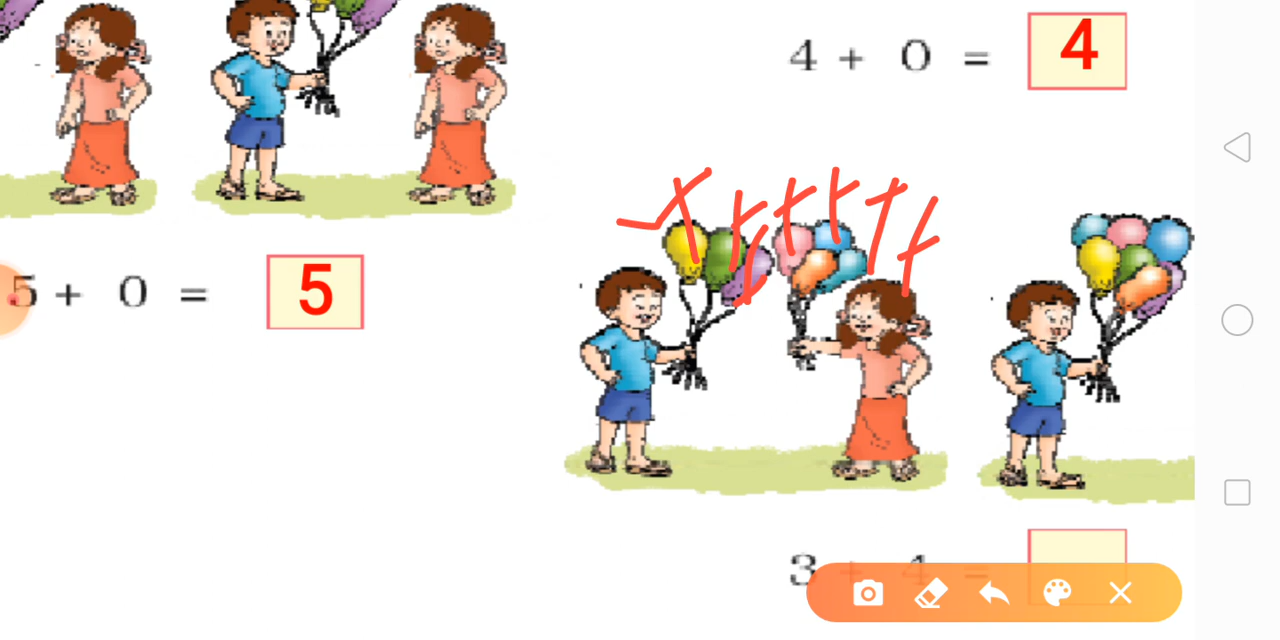 4 + 0 = 4
5 + 0 = 5
3 + 4 =